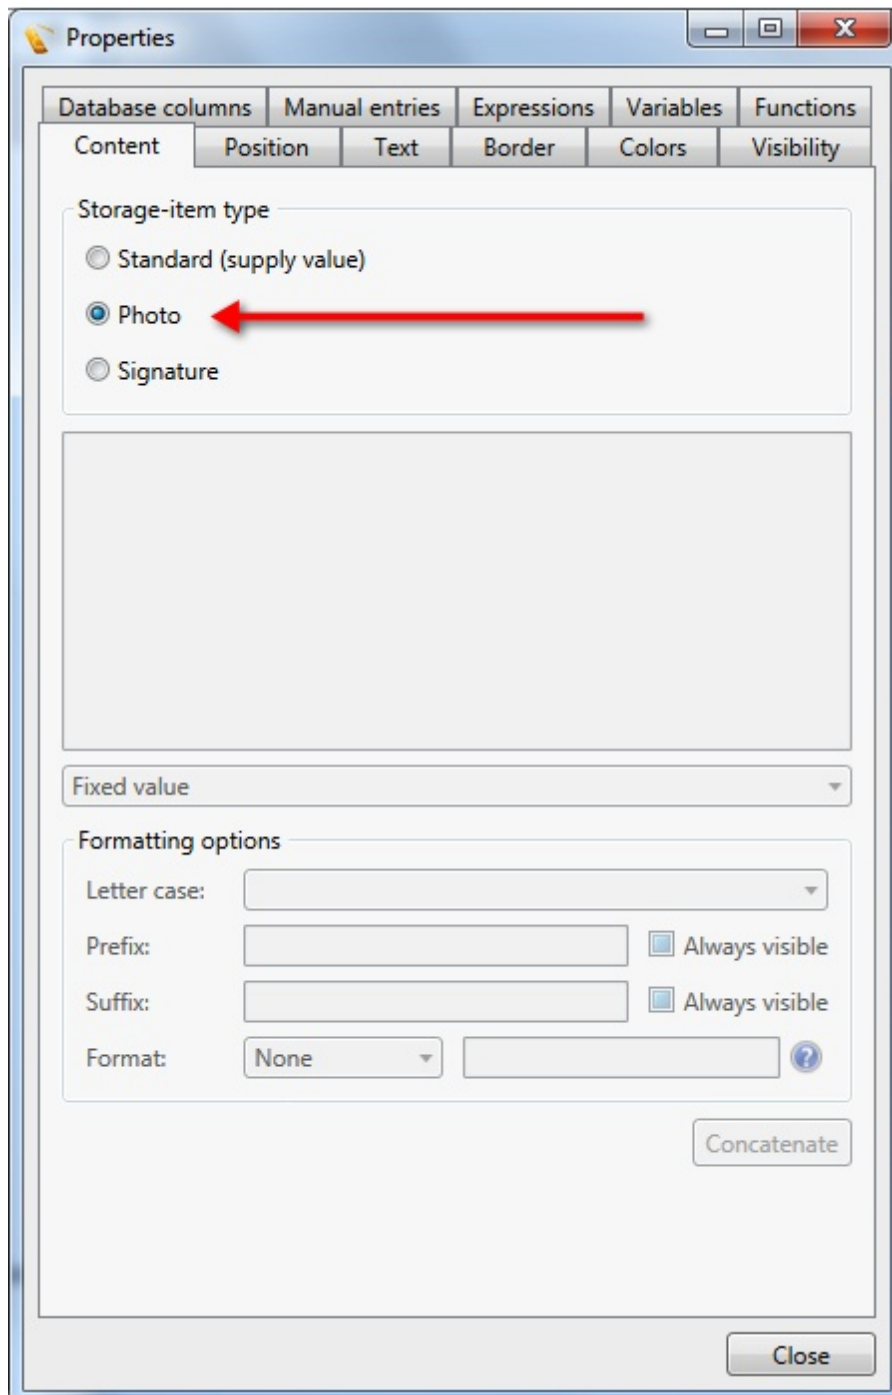 Properties
Database columns Manual entries Expressions Variables Functions
Content Position Text Border Colors Visibility
Storage-item type
Standard (supply value)
Photo
Signature
Fixed value
Formatting options
Letter case:
Prefix: Always visible
Suffix: Always visible
Format: None ?
Concatenate
Close